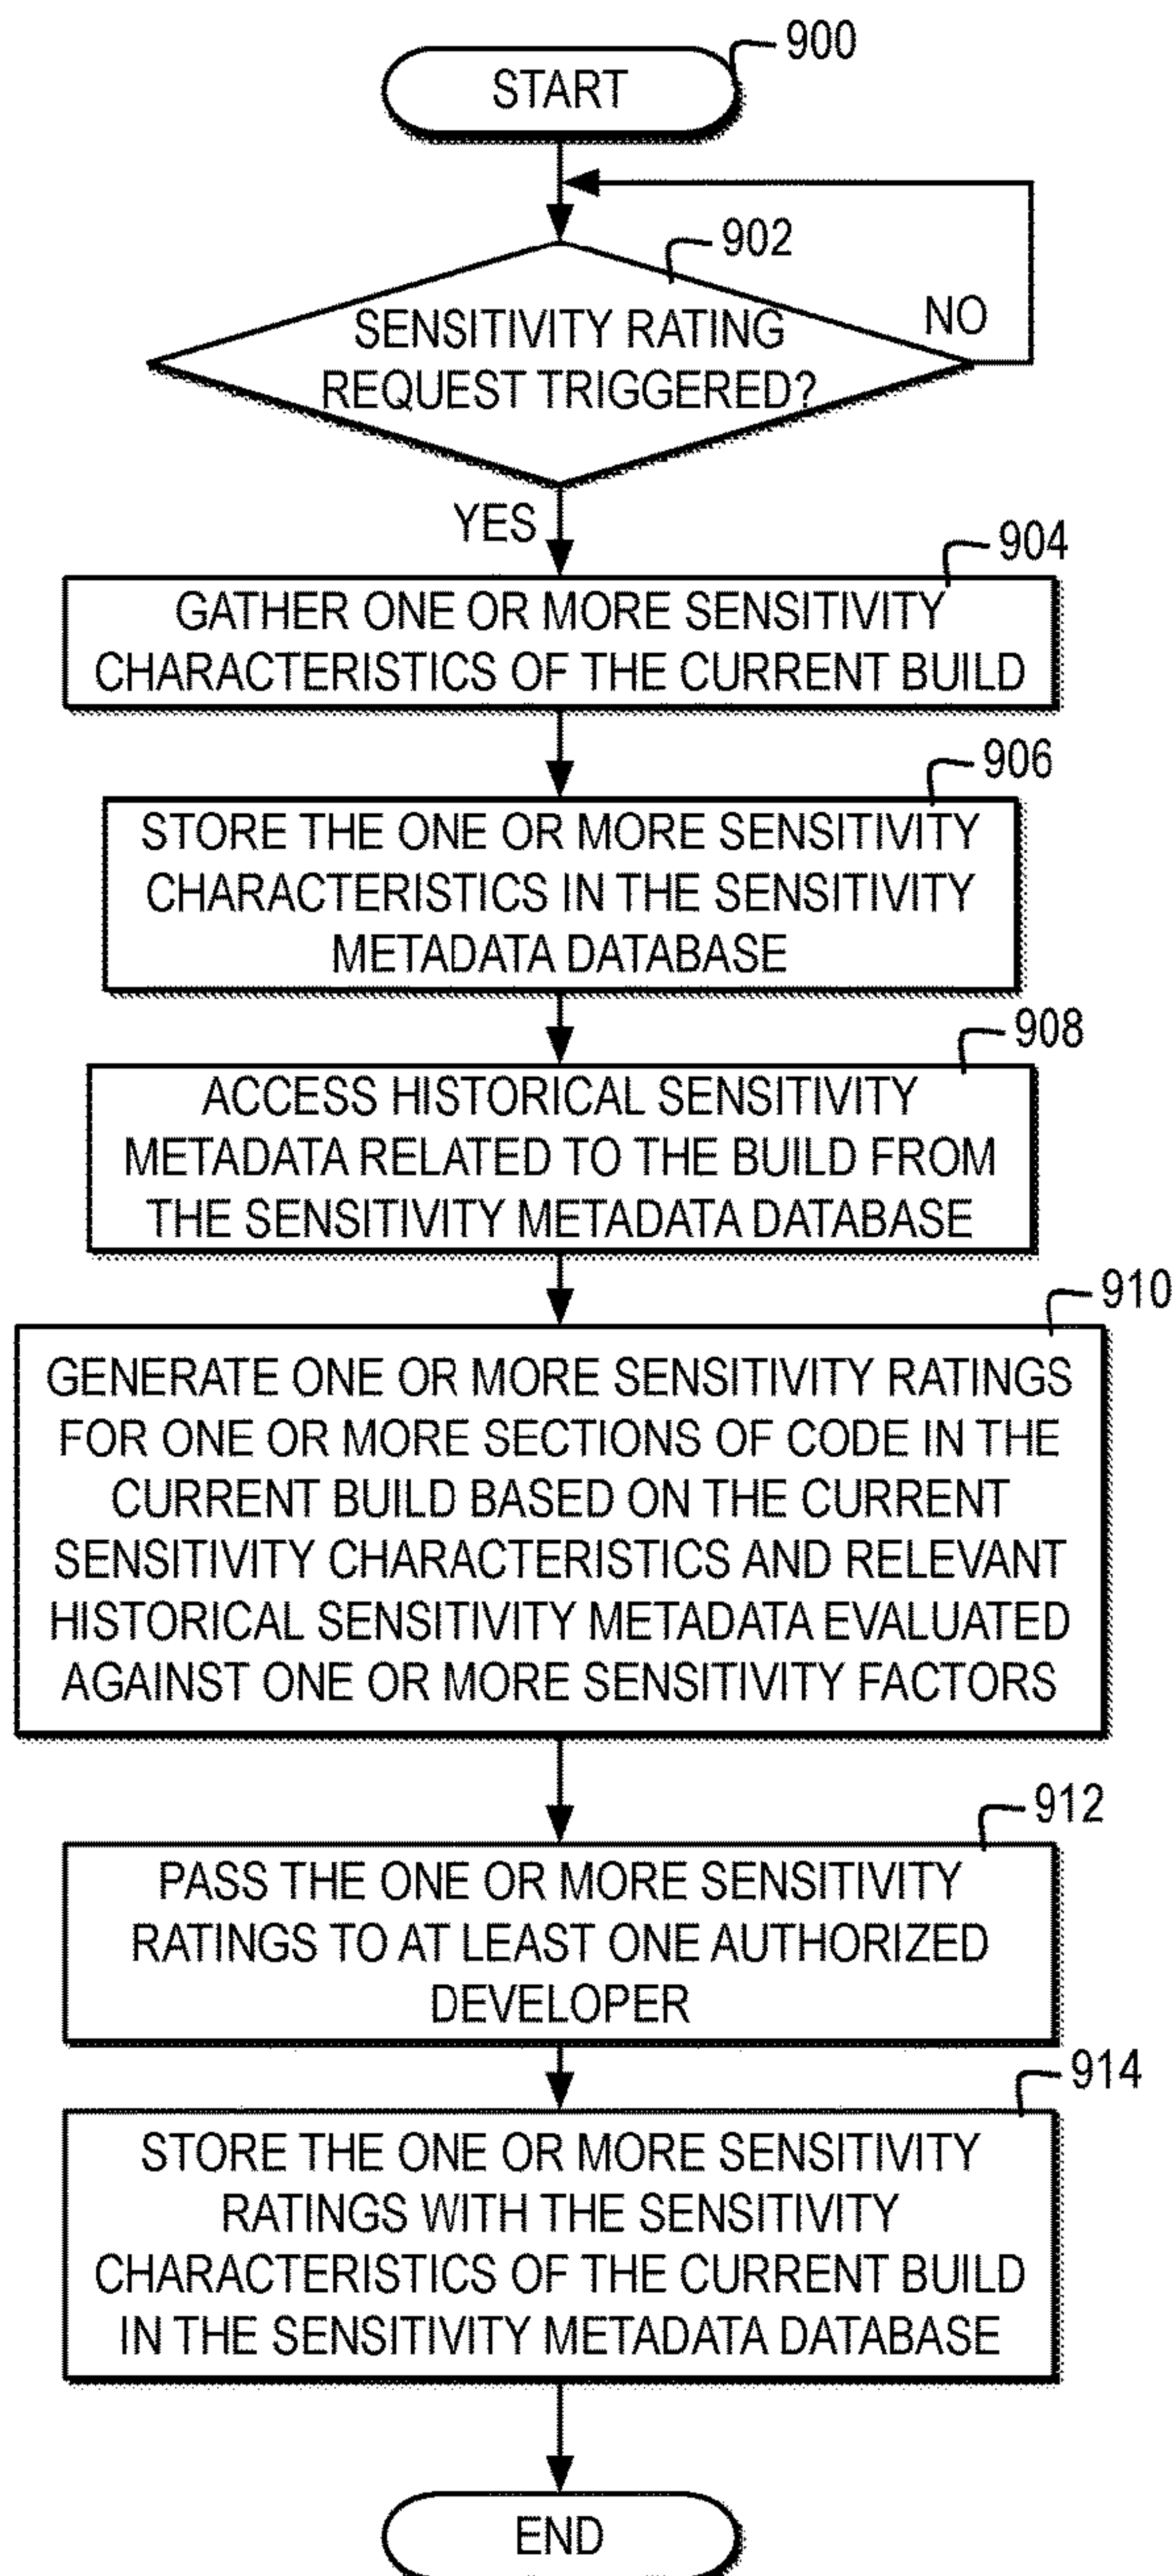 900
START
902
SENSITIVITY RATING
REQUEST TRIGGERED?
NO
YES
904
GATHER ONE OR MORE SENSITIVITY
CHARACTERISTICS OF THE CURRENT BUILD
906
STORE THE ONE OR MORE SENSITIVITY
CHARACTERISTICS IN THE SENSITIVITY
METADATA DATABASE
908
ACCESS HISTORICAL SENSITIVITY
METADATA RELATED TO THE BUILD FROM
THE SENSITIVITY METADATA DATABASE
910
GENERATE ONE OR MORE SENSITIVITY RATINGS
FOR ONE OR MORE SECTIONS OF CODE IN THE
CURRENT BUILD BASED ON THE CURRENT
SENSITIVITY CHARACTERISTICS AND RELEVANT
HISTORICAL SENSITIVITY METADATA EVALUATED
AGAINST ONE OR MORE SENSITIVITY FACTORS
912
PASS THE ONE OR MORE SENSITIVITY
RATINGS TO AT LEAST ONE AUTHORIZED
DEVELOPER
914
STORE THE ONE OR MORE SENSITIVITY
RATINGS WITH THE SENSITIVITY
CHARACTERISTICS OF THE CURRENT BUILD
IN THE SENSITIVITY METADATA DATABASE
END